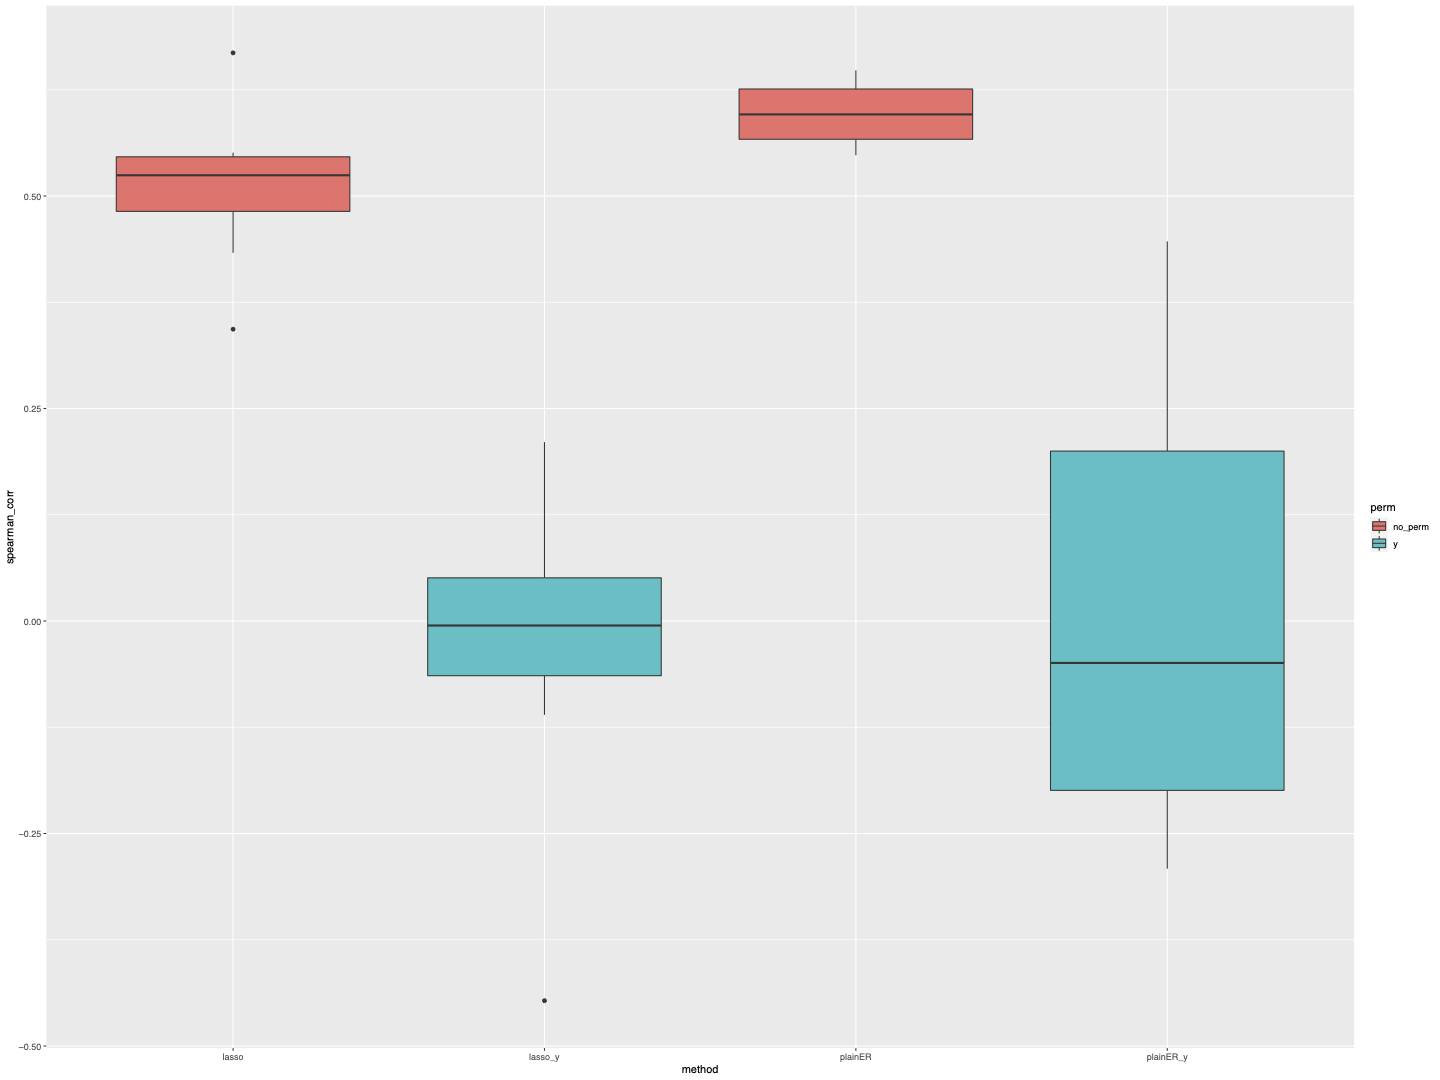 spearman_corr
0.50
0.25
0.00
−0.25
−0.50
lasso
lasso_y
plainER
plainER_y
method
perm
no_perm
y